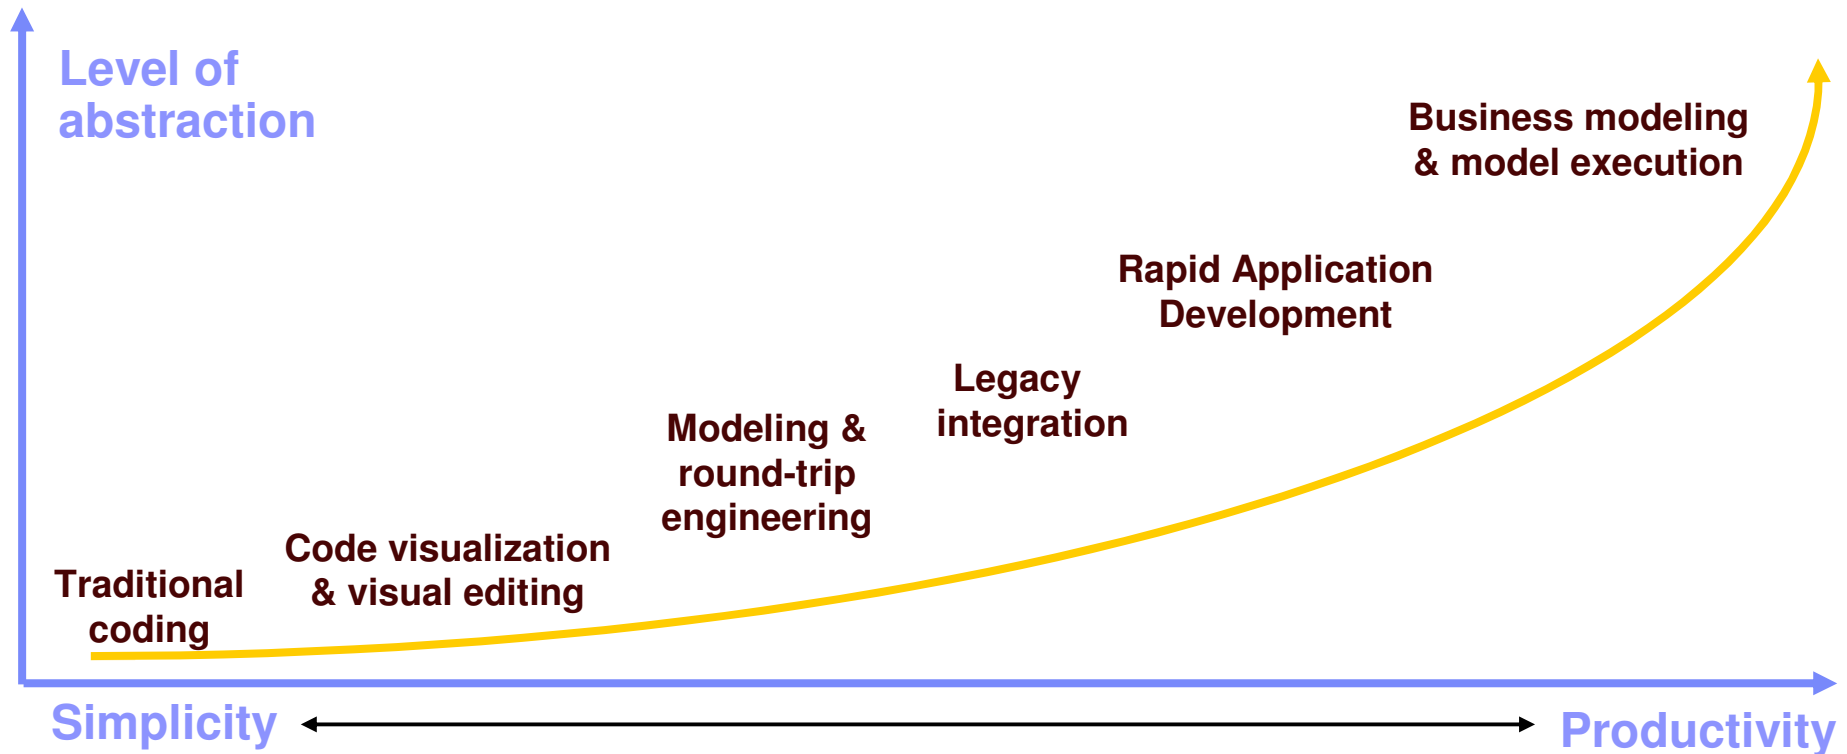 Level of
abstraction
Business modeling
& model execution
Rapid Application
Development
Legacy
integration
Modeling &
round-trip
engineering
Code visualization
& visual editing
Traditional
coding
Simplicity
Productivity